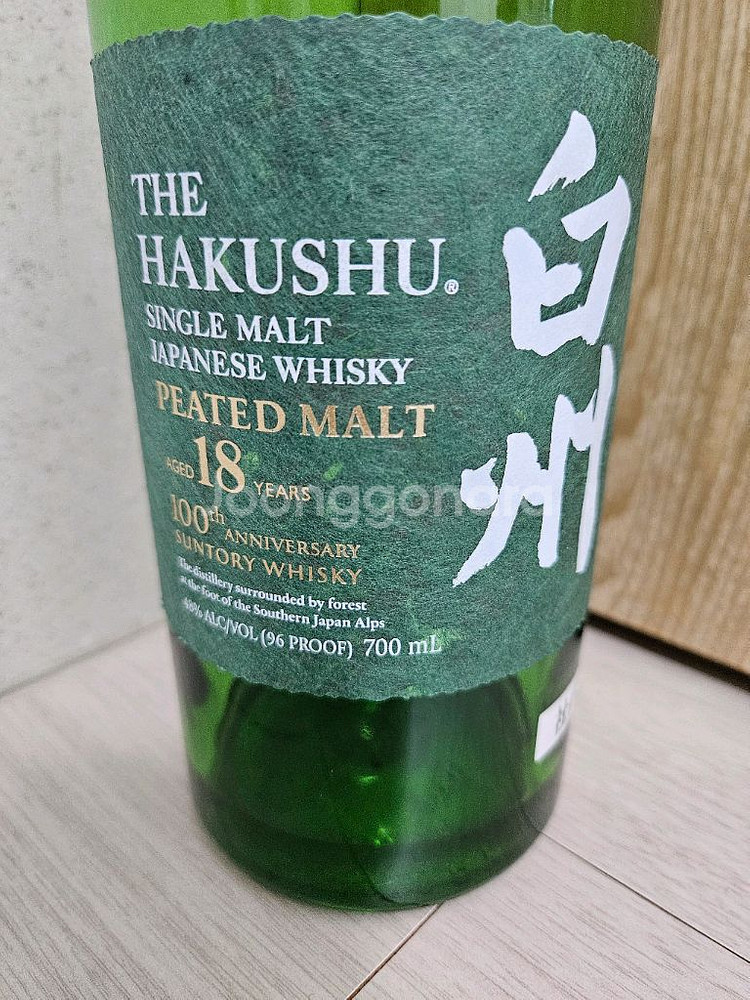 THE
HAKUSHU®
SINGLE MALT
JAPANESE WHISKY
PEATED MALT
AGED 18 YEARS
100th ANNIVERSARY
SUNTORY WHISKY
The distillery surrounded by forest
at the foot of the Southern Japan Alps
48% ALC/VOL (96 PROOF) 700 mL
白州
Joonggonara